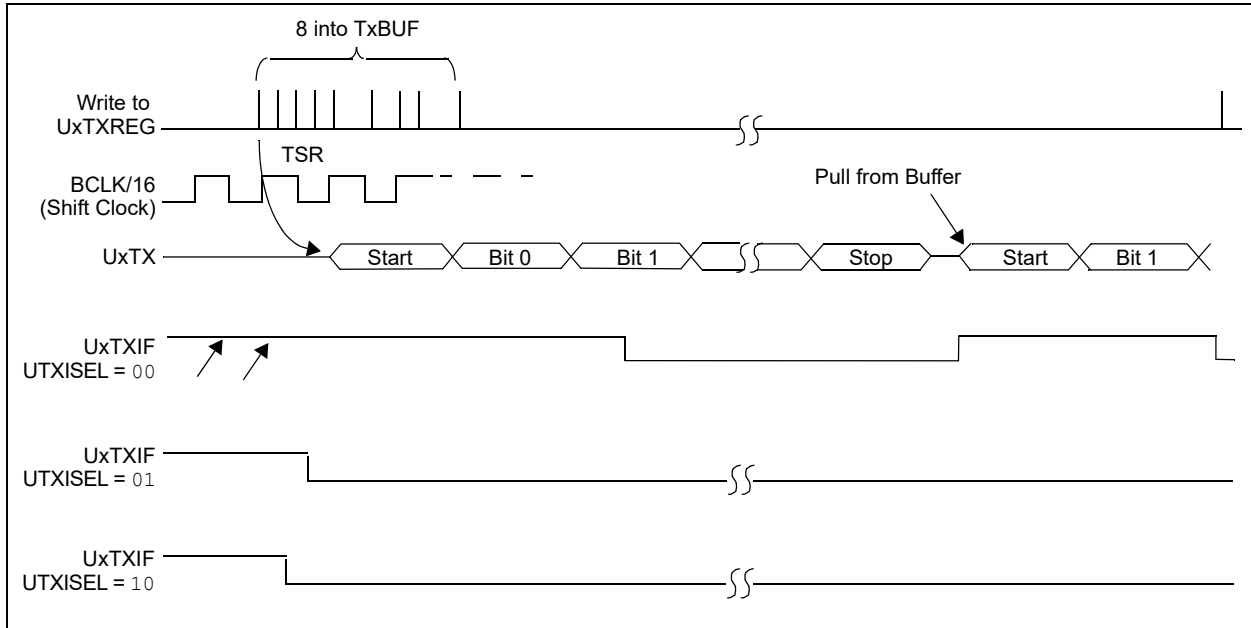 8 into TxBUF
Write to
UxTXREG
TSR
BCLK/16
(Shift Clock)
Pull from Buffer
UxTX
Start
Bit 0
Bit 1
Stop
Start
Bit 1
UxTXIF
UTXISEL = 00
UxTXIF
UTXISEL = 01
UxTXIF
UTXISEL = 10